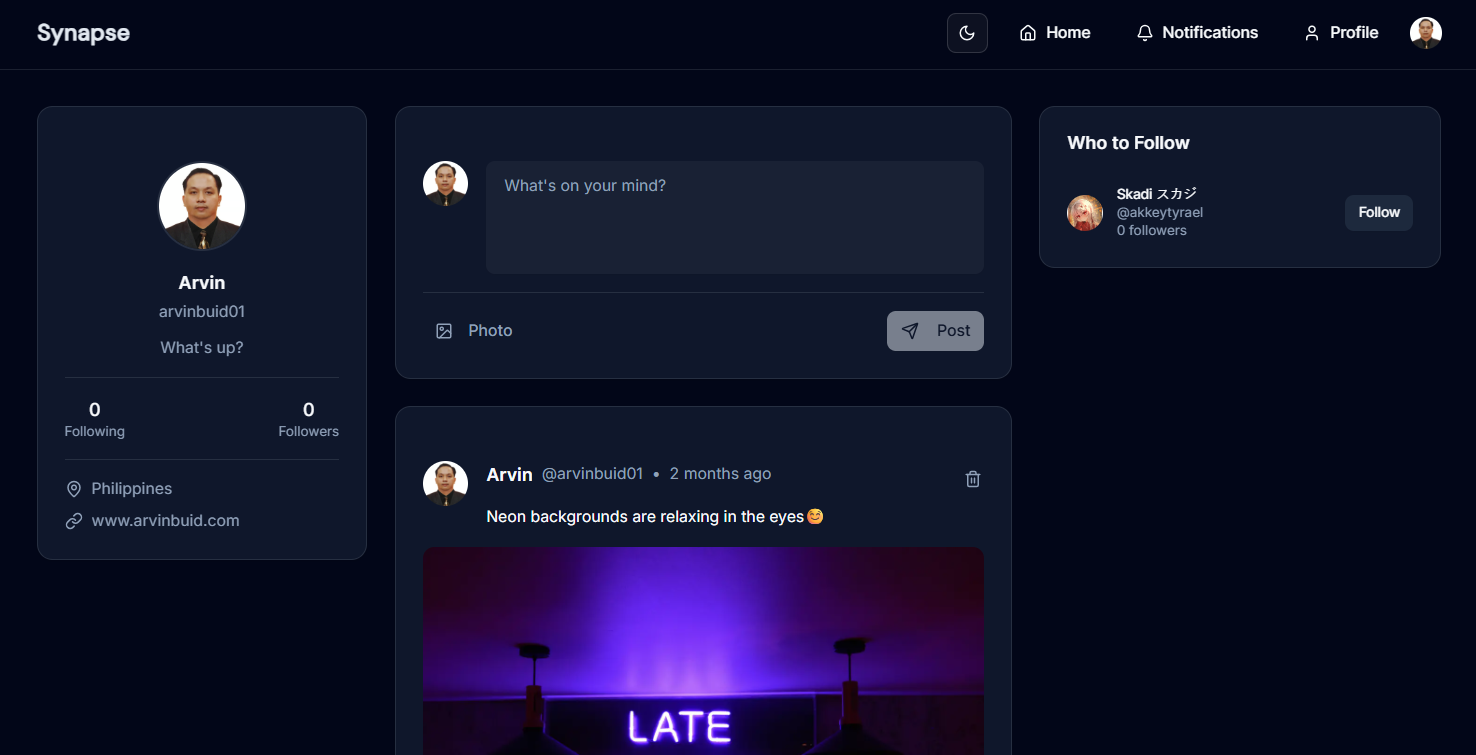 Synapse
Home
Notifications
Profile
Arvin
arvinbuid01
What's up?
0
Following
0
Followers
Philippines
www.arvinbuid.com
What's on your mind?
Photo
Post
Arvin @arvinbuid01 • 2 months ago
Neon backgrounds are relaxing in the eyes😊
LATE
Who to Follow
Skadi スカジ
@akkeytyrael
0 followers
Follow